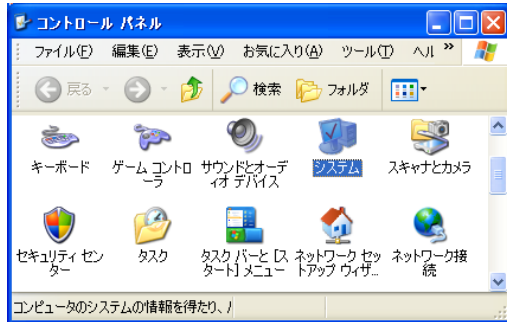 コントロール パネル
ファイル(F) 編集(E) 表示(V) お気に入り(A) ツール(T) ヘル »
戻る 検索 フォルダ
キーボード ゲーム コントロ サウンドとオーデ システム スキャナとカメラ
ーラ ィオ デバイス
セキュリティ セン タスク タスク バーと [ス ネットワーク セッ ネットワーク接
ター タート] メニュー トアップ ウィザ... 続
コンピュータのシステムの情報を得たり、